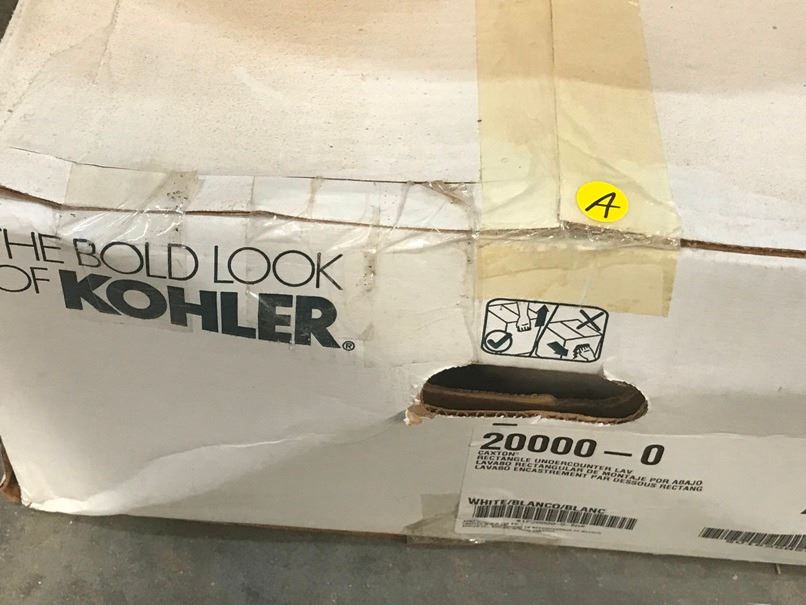 A
THE BOLD LOOK
OF KOHLER®
20000-0
CAXTON®
RECTANGLE UNDERCOUNTER LAV
LAVABO RECTANGULAR DE MONTAJE POR ABAJO
LAVABO ENCASTREMENT PAR DESSOUS RECTANG
WHITE/BLANCO/BLANC